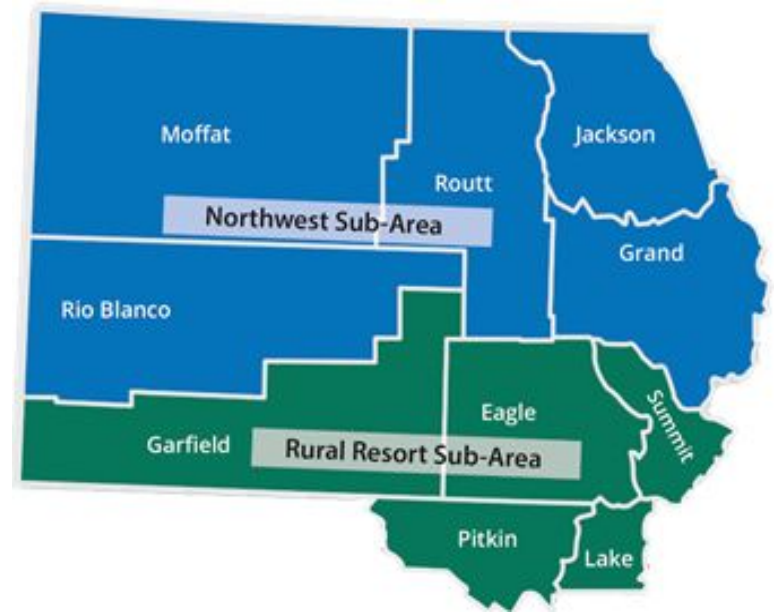 Moffat
Jackson
Routt
Northwest Sub-Area
Grand
Rio Blanco
Eagle
Summit
Garfield
Rural Resort Sub-Area
Pitkin
Lake